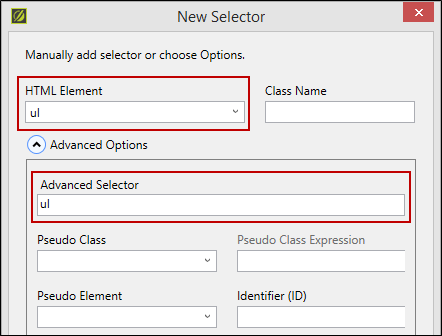 New Selector
Manually add selector or choose Options.
HTML Element
Class Name
ul
Advanced Options
Advanced Selector
ul
Pseudo Class
Pseudo Class Expression
Pseudo Element
Identifier (ID)